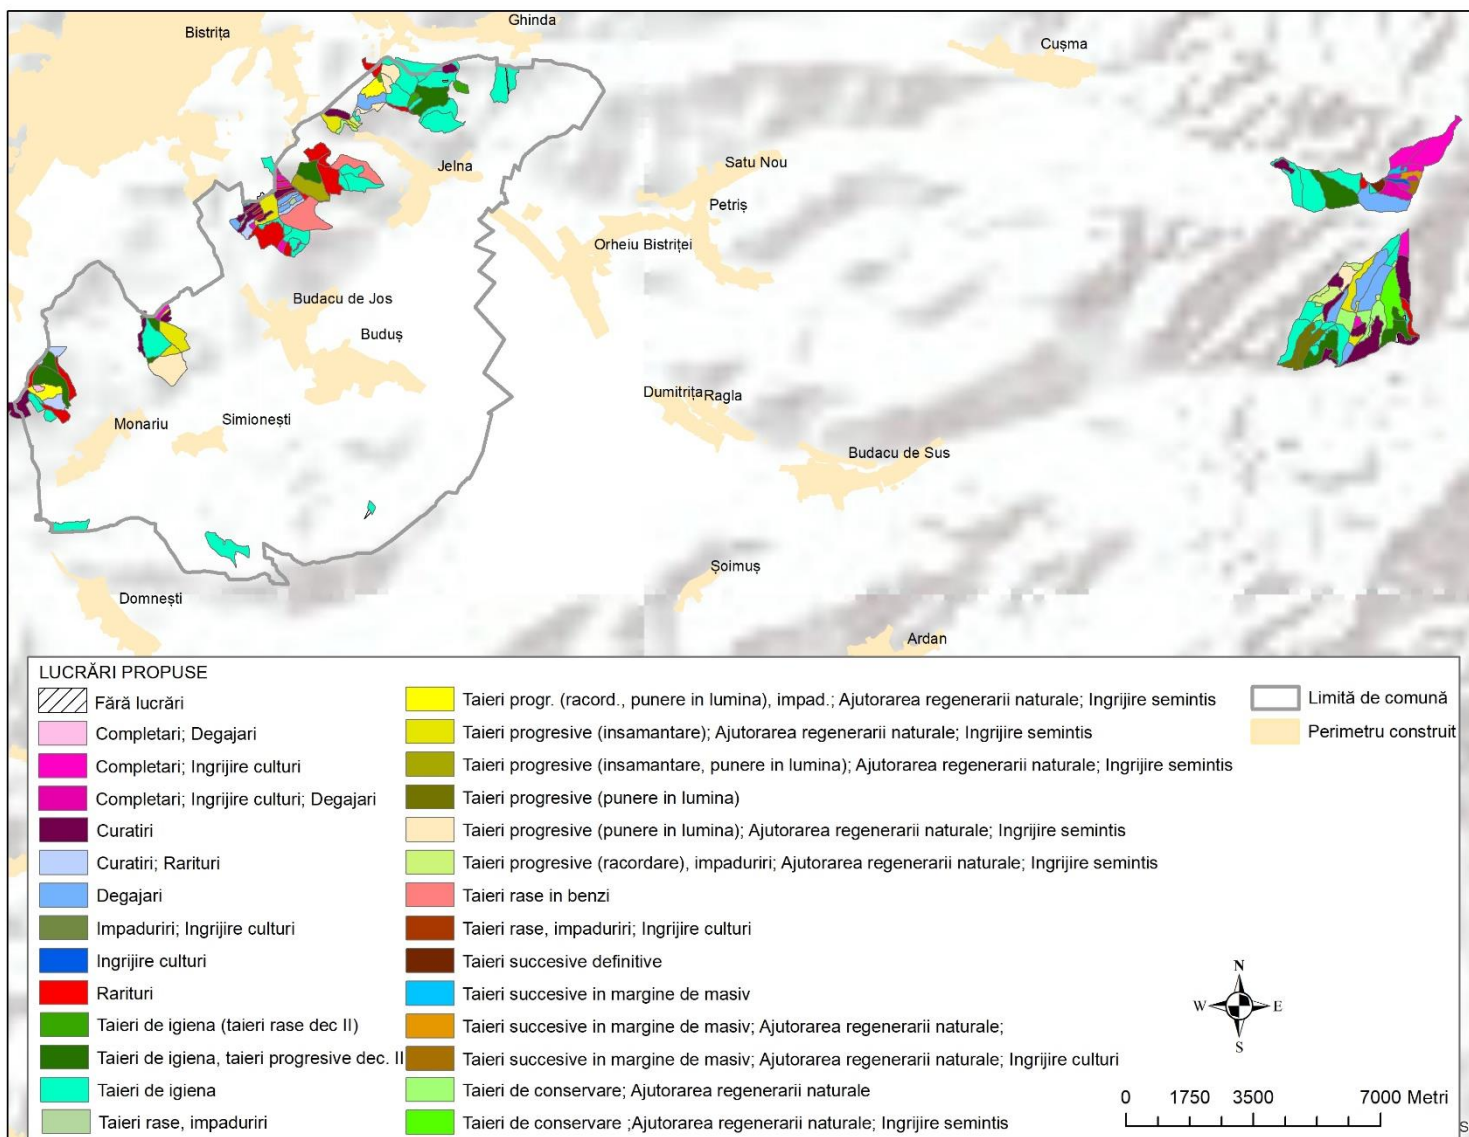 Ghinda
Bistrița
Cușma
Jelna
Satu Nou
Petriș
Orheiu Bistriței
Budacu de Jos
Buduș
Dumitrița
Ragla
Monariu
Simionești
Budacu de Sus
Șoimuș
Domnești
Ardan
LUCRĂRI PROPUSE
Fără lucrări
Completari; Degajari
Completari; Ingrijire culturi
Completari; Ingrijire culturi; Degajari
Curatiri
Curatiri; Rarituri
Degajari
Impaduriri; Ingrijire culturi
Ingrijire culturi
Rarituri
Taieri de igiena (taieri rase dec II)
Taieri de igiena, taieri progresive dec. II
Taieri de igiena
Taieri rase, impaduriri
Taieri progr. (racord., punere in lumina), impad.; Ajutorarea regenerarii naturale; Ingrijire semintis
Taieri progresive (insamantare); Ajutorarea regenerarii naturale; Ingrijire semintis
Taieri progresive (insamantare, punere in lumina); Ajutorarea regenerarii naturale; Ingrijire semintis
Taieri progresive (punere in lumina)
Taieri progresive (punere in lumina); Ajutorarea regenerarii naturale; Ingrijire semintis
Taieri progresive (racordare), impaduriri; Ajutorarea regenerarii naturale; Ingrijire semintis
Taieri rase in benzi
Taieri rase, impaduriri; Ingrijire culturi
Taieri succesive definitive
Taieri succesive in margine de masiv
Taieri succesive in margine de masiv; Ajutorarea regenerarii naturale;
Taieri succesive in margine de masiv; Ajutorarea regenerarii naturale; Ingrijire culturi
Taieri de conservare; Ajutorarea regenerarii naturale
Taieri de conservare ;Ajutorarea regenerarii naturale; Ingrijire semintis
Limită de comună
Perimetru construit
N
W E
S
0 1750 3500 7000 Metri
S